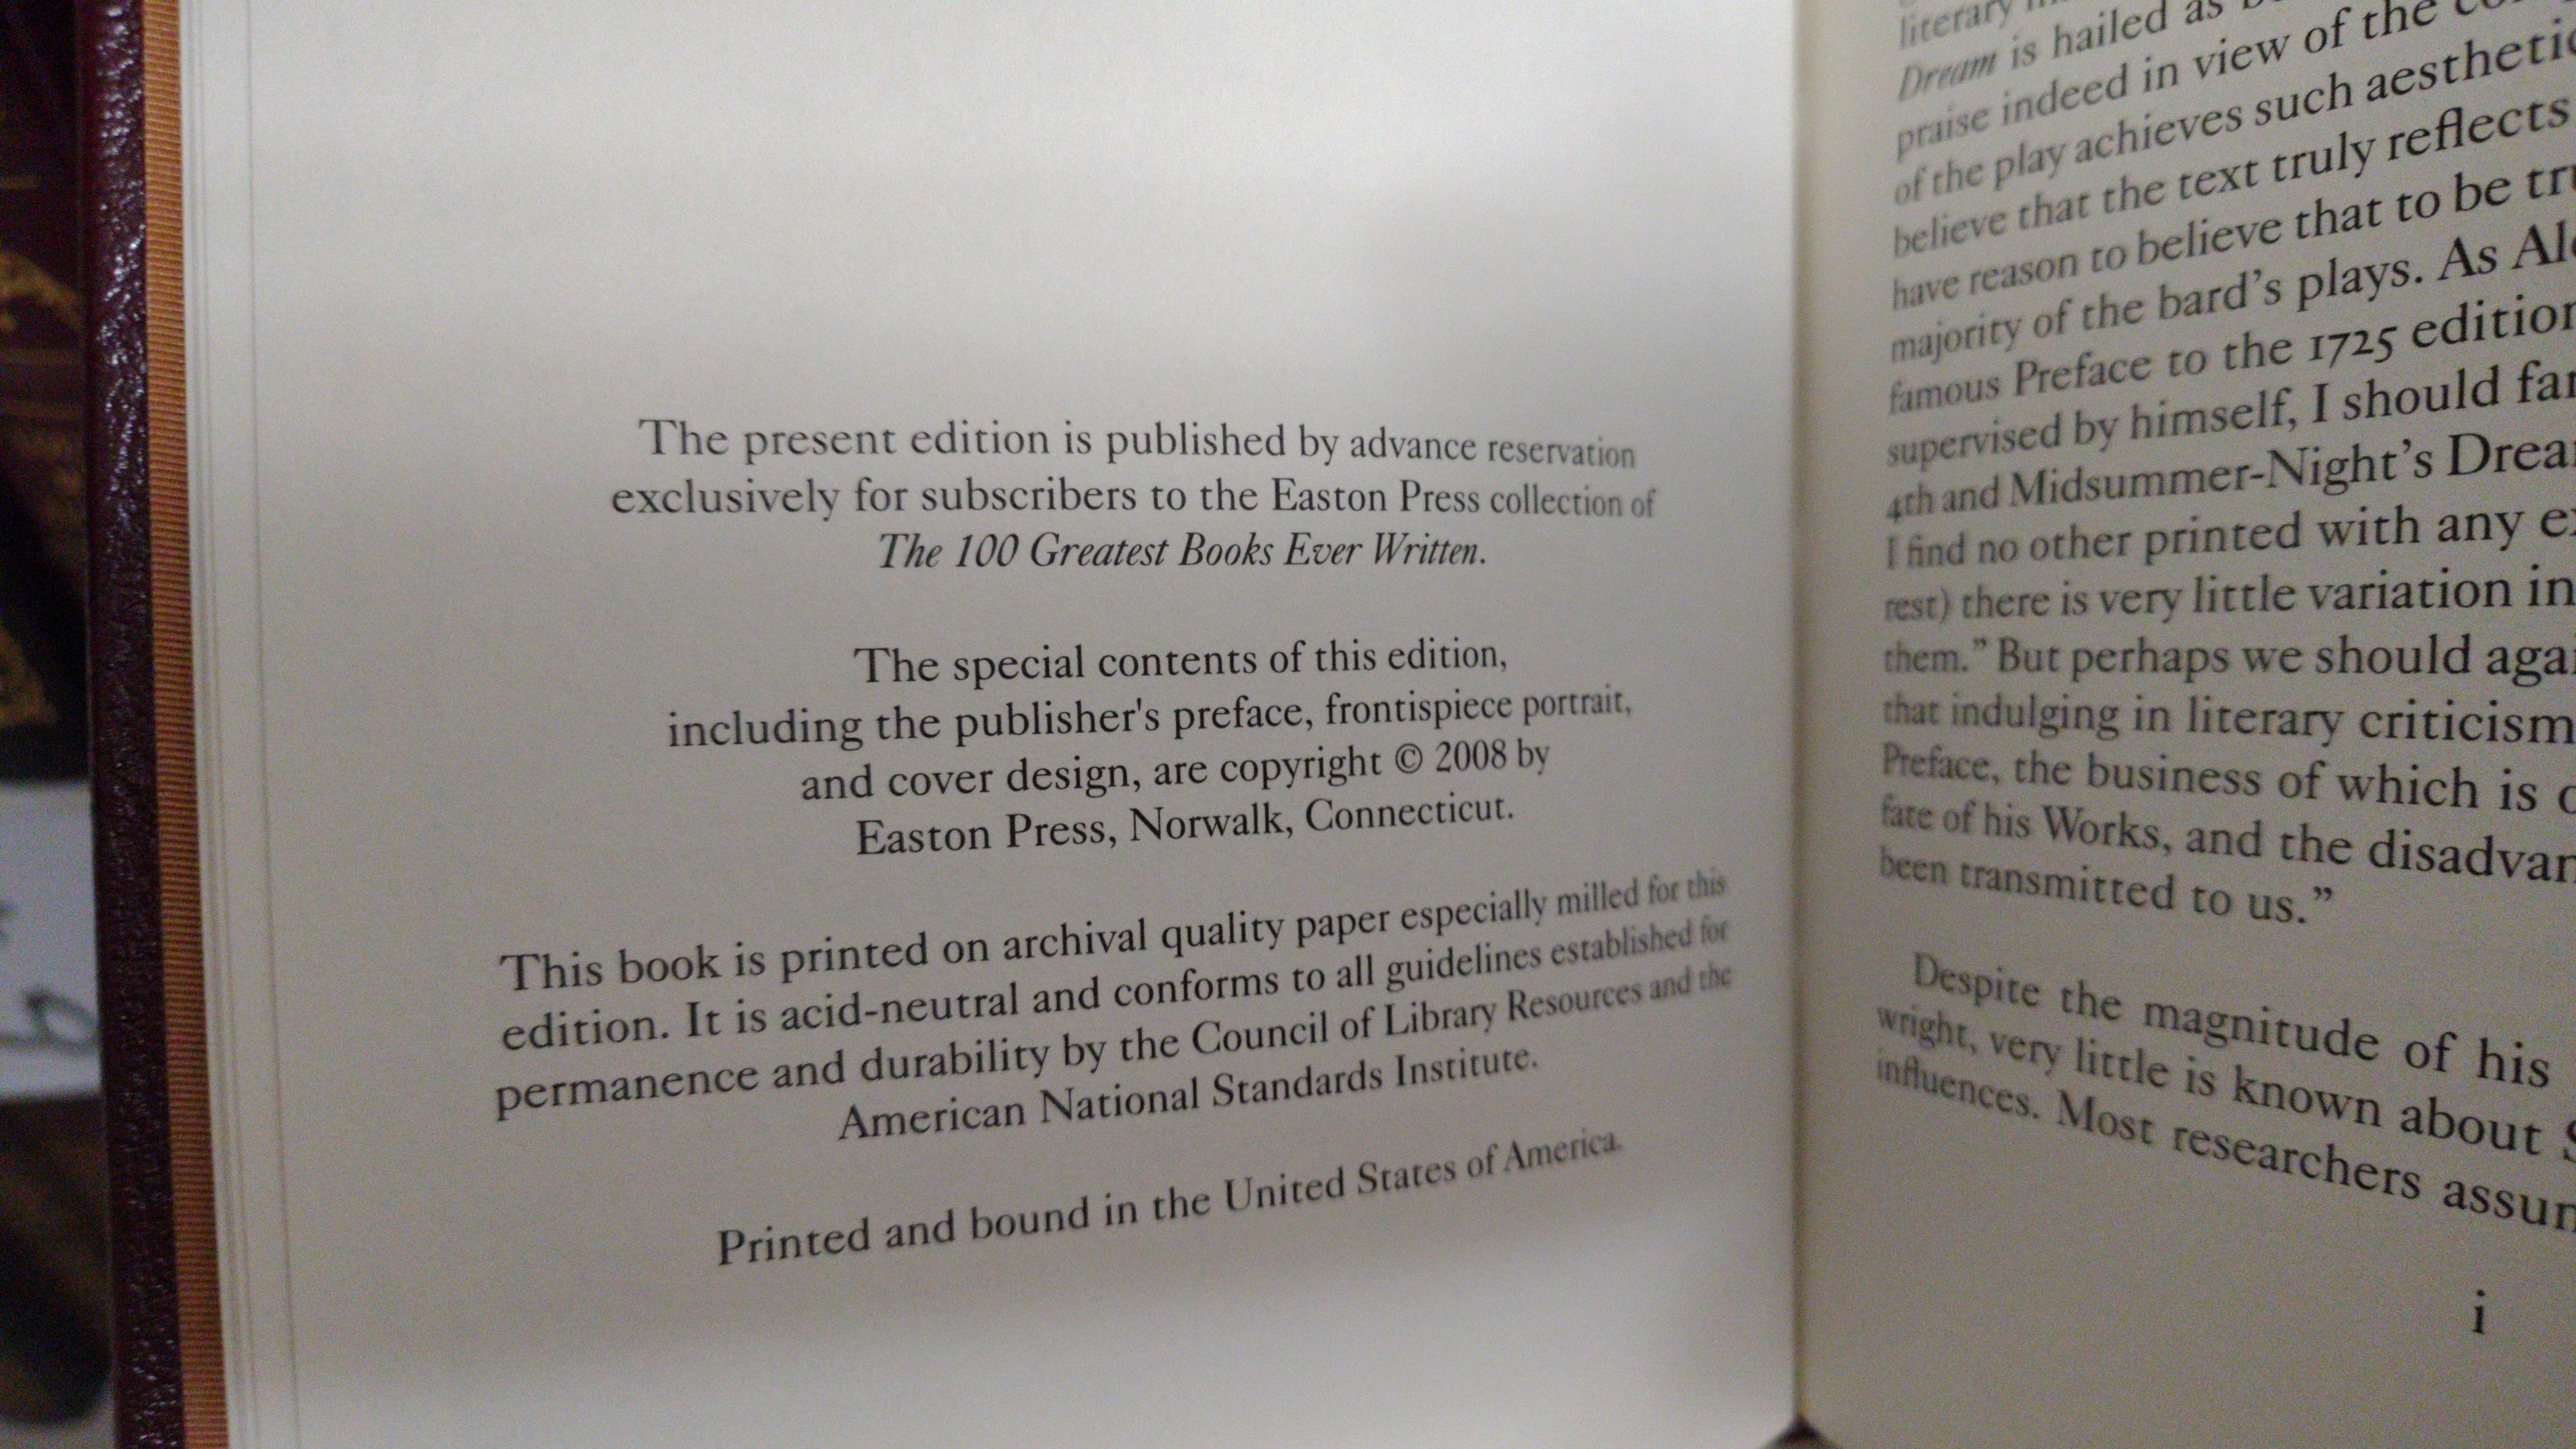 The present edition is published by advance reservation
exclusively for subscribers to the Easton Press collection of
The 100 Greatest Books Ever Written.
The special contents of this edition,
including the publisher's preface, frontispiece portrait,
and cover design, are copyright © 2008 by
Easton Press, Norwalk, Connecticut.
This book is printed on archival quality paper especially milled for this
edition. It is acid-neutral and conforms to all guidelines established for
permanence and durability by the Council of Library Resources and the
American National Standards Institute.
Printed and bound in the United States of America.
literary
Dream is hailed as
praise indeed in view of the
of the play achieves such
believe that the text truly reflects
have reason to believe that to be
majority of the bard's plays. As
famous Preface to the 1725
supervised by himself, I should
4th and Midsummer-Night's
I find no other printed with any
rest) there is very little variation in
them." But perhaps we should
that indulging in literary criticism
Preface, the business of which is
fate of his Works, and the
been transmitted to us."
Despite the magnitude of his
wright, very little is known about
influences. Most researchers
i